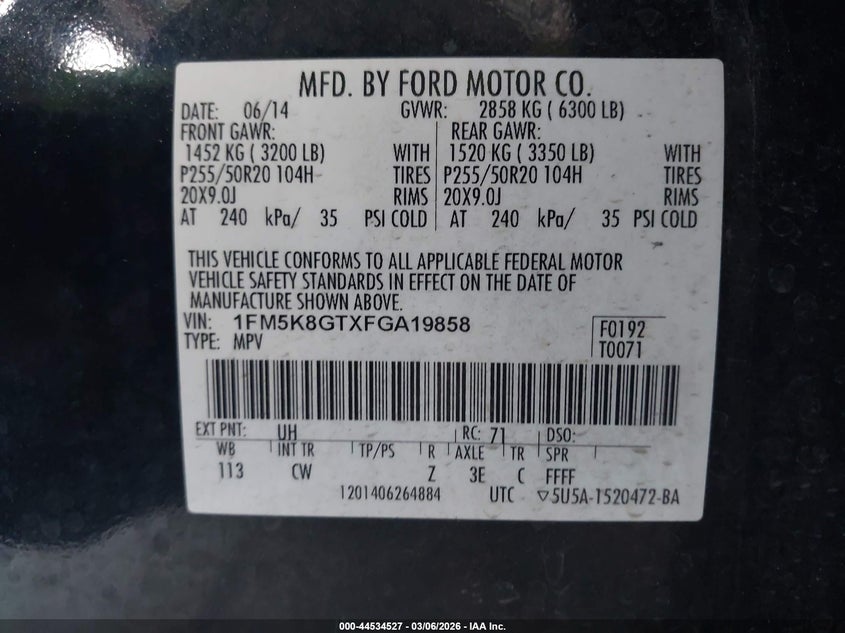 MFD. BY FORD MOTOR CO.
DATE: 06/14 GVWR: 2858 KG ( 6300 LB)
FRONT GAWR: REAR GAWR:
1452 KG ( 3200 LB) WITH 1520 KG ( 3350 LB) WITH
P255/50R20 104H TIRES P255/50R20 104H TIRES
20X9.0J RIMS 20X9.0J RIMS
AT 240 kPa/ 35 PSI COLD AT 240 kPa/ 35 PSI COLD
THIS VEHICLE CONFORMS TO ALL APPLICABLE FEDERAL MOTOR
VEHICLE SAFETY STANDARDS IN EFFECT ON THE DATE OF
MANUFACTURE SHOWN ABOVE.
VIN: 1FM5K8GTXFGA19858
TYPE: MPV
F0192
T0071
EXT PNT: UH RC: 71 DSO:
WB INT TR TP/PS R AXLE TR SPR
113 CW Z 3E C FFFF
1201406264884 UTC ▽5U5A-1520472-BA
000-44534527 | 03/06/2026 - IAA Inc.